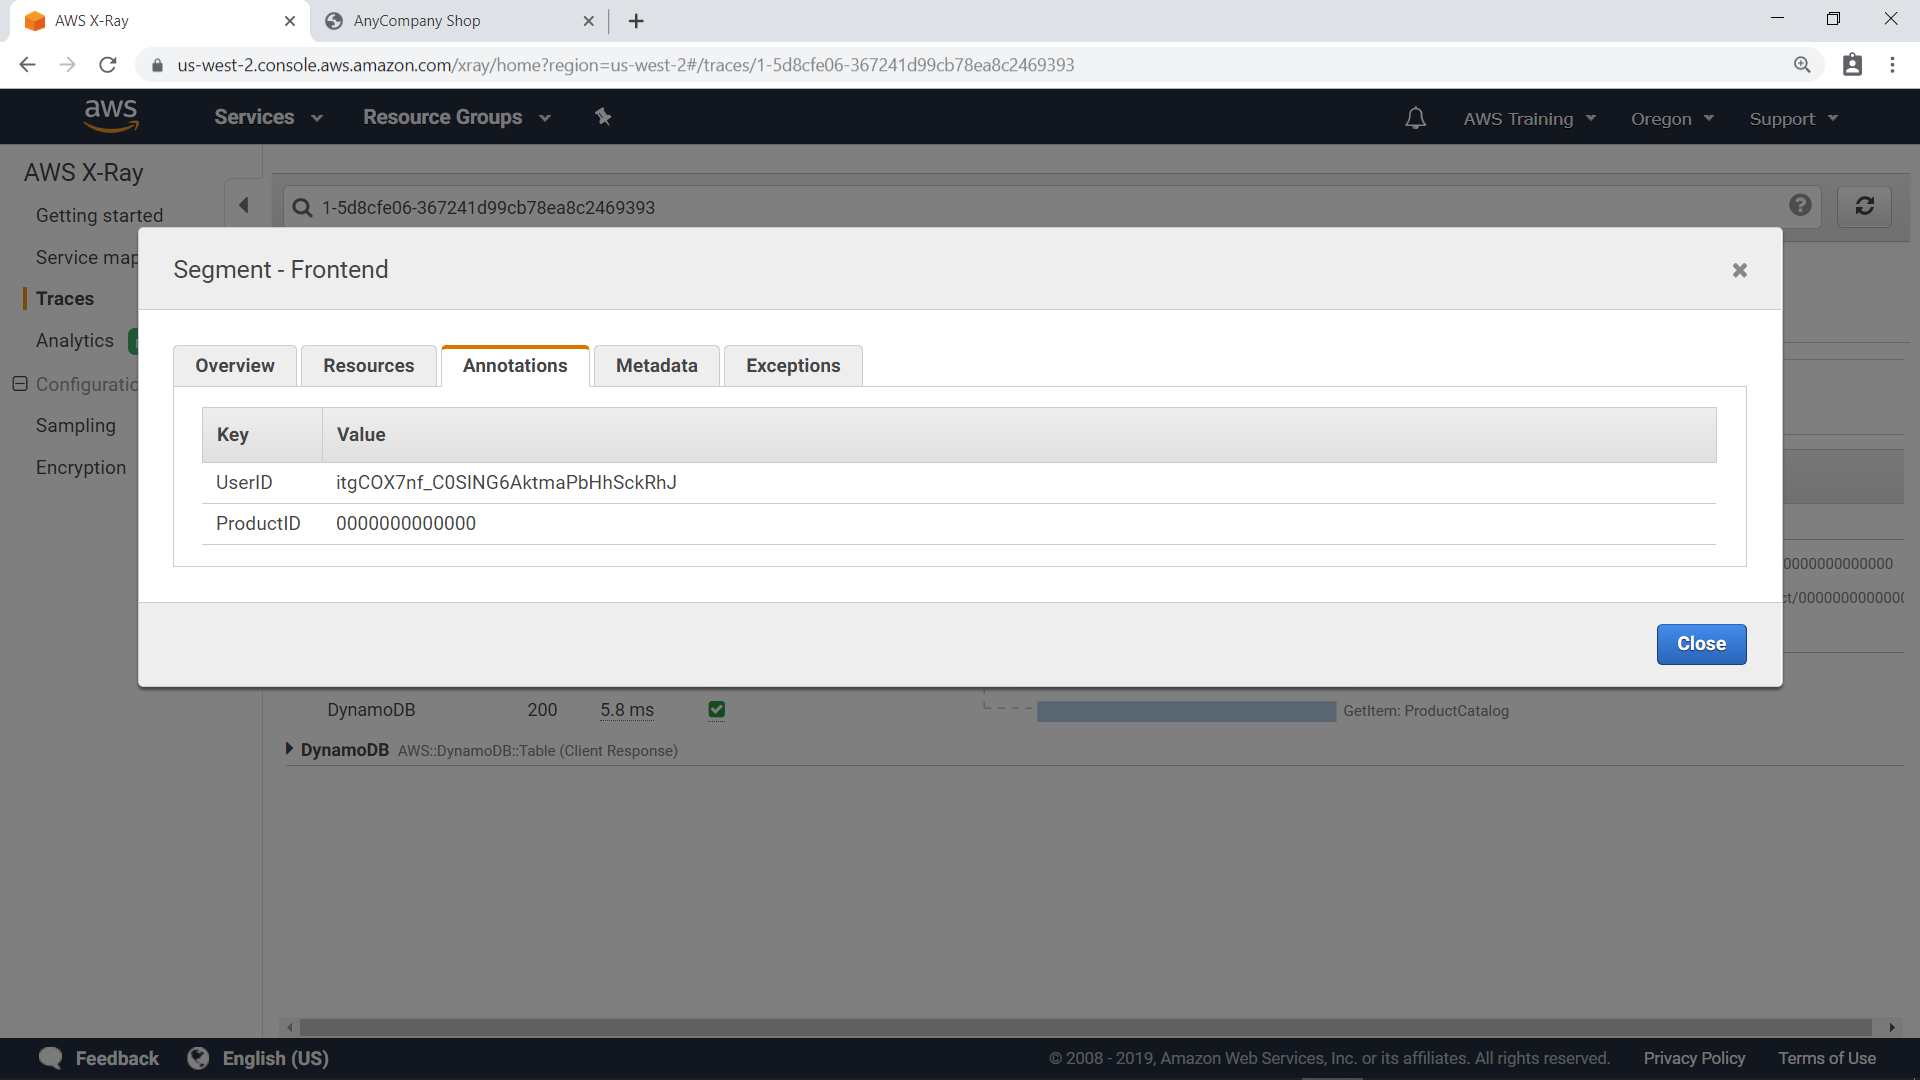 AWS X-Ray
AnyCompany Shop
us-west-2.console.aws.amazon.com/xray/home?region=us-west-2#/traces/1-5d8cfe06-367241d99cb78ea8c2469393
aws
Services
Resource Groups
AWS Training
Oregon
Support
AWS X-Ray
1-5d8cfe06-367241d99cb78ea8c2469393
Getting started
Service map
Traces
Analytics
Sampling
Encryption
Segment - Frontend
Overview
Resources
Annotations
Metadata
Exceptions
Key Value
UserID itgCOX7nf_C0SING6AktmaPbHhSckRhJ
ProductID 0000000000000
0000000000000
Close
DynamoDB 200 5.8 ms GetItem: ProductCatalog
DynamoDB AWS::DynamoDB::Table (Client Response)
Feedback
English (US)
© 2008 - 2019, Amazon Web Services, Inc. or its affiliates. All rights reserved.
Privacy Policy
Terms of Use